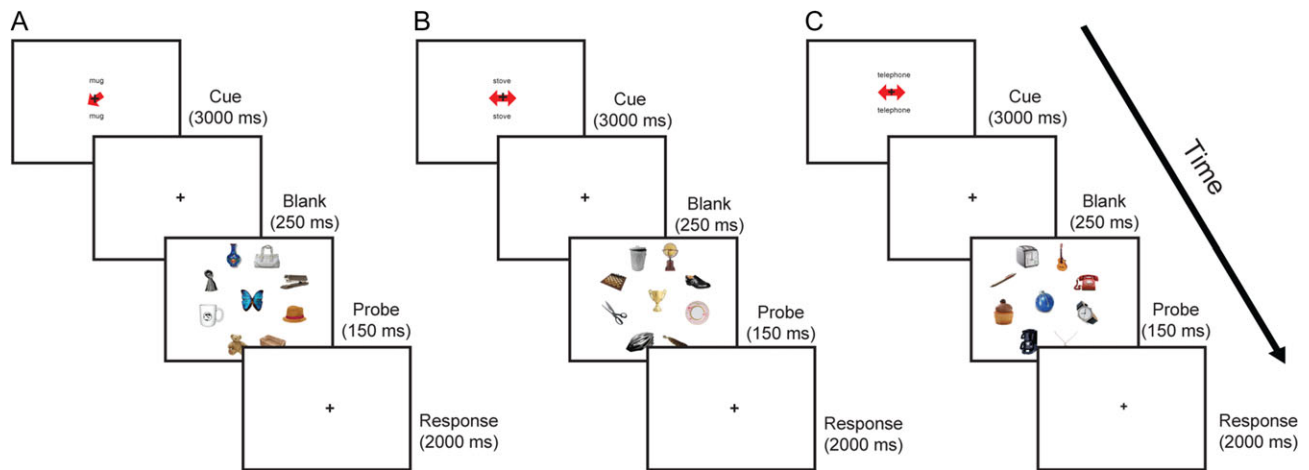 A
mug
mug
Cue
(3000 ms)
Blank
(250 ms)
Probe
(150 ms)
Response
(2000 ms)
B
stove
stove
Cue
(3000 ms)
Blank
(250 ms)
Probe
(150 ms)
Response
(2000 ms)
C
telephone
telephone
Cue
(3000 ms)
Blank
(250 ms)
Probe
(150 ms)
Response
(2000 ms)
Time